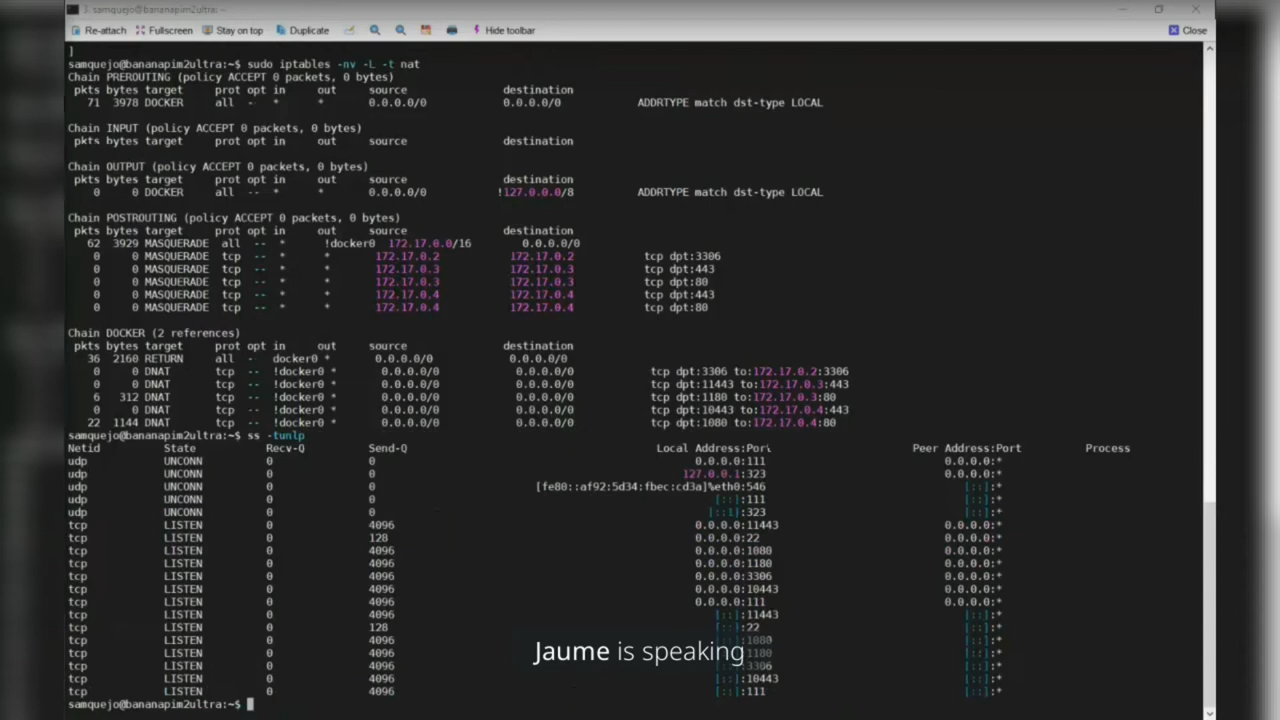 3. samquejo@bananapim2ultra: ~
Re-attach Fullscreen Stay on top Duplicate Hide toolbar Close
]
samquejo@bananapim2ultra:~$ sudo iptables -nv -L -t nat
Chain PREROUTING (policy ACCEPT 0 packets, 0 bytes)
pkts bytes target prot opt in out source destination
71 3978 DOCKER all -- * * 0.0.0.0/0 0.0.0.0/0 ADDRTYPE match dst-type LOCAL
Chain INPUT (policy ACCEPT 0 packets, 0 bytes)
pkts bytes target prot opt in out source destination
Chain OUTPUT (policy ACCEPT 0 packets, 0 bytes)
pkts bytes target prot opt in out source destination
0 0 DOCKER all -- * * 0.0.0.0/0 !127.0.0.0/8 ADDRTYPE match dst-type LOCAL
Chain POSTROUTING (policy ACCEPT 0 packets, 0 bytes)
pkts bytes target prot opt in out source destination
62 3929 MASQUERADE all -- * !docker0 172.17.0.0/16 0.0.0.0/0
0 0 MASQUERADE tcp -- * * 172.17.0.2 172.17.0.2 tcp dpt:3306
0 0 MASQUERADE tcp -- * * 172.17.0.3 172.17.0.3 tcp dpt:443
0 0 MASQUERADE tcp -- * * 172.17.0.3 172.17.0.3 tcp dpt:80
0 0 MASQUERADE tcp -- * * 172.17.0.4 172.17.0.4 tcp dpt:443
0 0 MASQUERADE tcp -- * * 172.17.0.4 172.17.0.4 tcp dpt:80
Chain DOCKER (2 references)
pkts bytes target prot opt in out source destination
36 2160 RETURN all -- docker0 * 0.0.0.0/0 0.0.0.0/0
0 0 DNAT tcp -- !docker0 * 0.0.0.0/0 0.0.0.0/0 tcp dpt:3306 to:172.17.0.2:3306
0 0 DNAT tcp -- !docker0 * 0.0.0.0/0 0.0.0.0/0 tcp dpt:11443 to:172.17.0.3:443
6 312 DNAT tcp -- !docker0 * 0.0.0.0/0 0.0.0.0/0 tcp dpt:1180 to:172.17.0.3:80
0 0 DNAT tcp -- !docker0 * 0.0.0.0/0 0.0.0.0/0 tcp dpt:10443 to:172.17.0.4:443
22 1144 DNAT tcp -- !docker0 * 0.0.0.0/0 0.0.0.0/0 tcp dpt:1080 to:172.17.0.4:80
samquejo@bananapim2ultra:~$ ss -tunlp
Netid State Recv-Q Send-Q Local Address:Port Peer Address:Port Process
udp UNCONN 0 0 0.0.0.0:111 0.0.0.0:*
udp UNCONN 0 0 127.0.0.1:323 0.0.0.0:*
udp UNCONN 0 0 [fe80::af92:5d34:fbec:cd3a]%eth0:546 [::]:*
udp UNCONN 0 0 [::]:111 [::]:*
udp UNCONN 0 0 [::1]:323 [::]:*
tcp LISTEN 0 4096 0.0.0.0:11443 0.0.0.0:*
tcp LISTEN 0 128 0.0.0.0:22 0.0.0.0:*
tcp LISTEN 0 4096 0.0.0.0:1080 0.0.0.0:*
tcp LISTEN 0 4096 0.0.0.0:1180 0.0.0.0:*
tcp LISTEN 0 4096 0.0.0.0:3306 0.0.0.0:*
tcp LISTEN 0 4096 0.0.0.0:10443 0.0.0.0:*
tcp LISTEN 0 4096 0.0.0.0:111 0.0.0.0:*
tcp LISTEN 0 4096 [::]:11443 [::]:*
tcp LISTEN 0 128 [::]:22 [::]:*
tcp LISTEN 0 4096 [::]:1080 [::]:*
tcp LISTEN 0 4096 [::]:1180 [::]:*
tcp LISTEN 0 4096 [::]:3306 [::]:*
tcp LISTEN 0 4096 [::]:10443 [::]:*
tcp LISTEN 0 4096 [::]:111 [::]:*
samquejo@bananapim2ultra:~$
Jaume is speaking